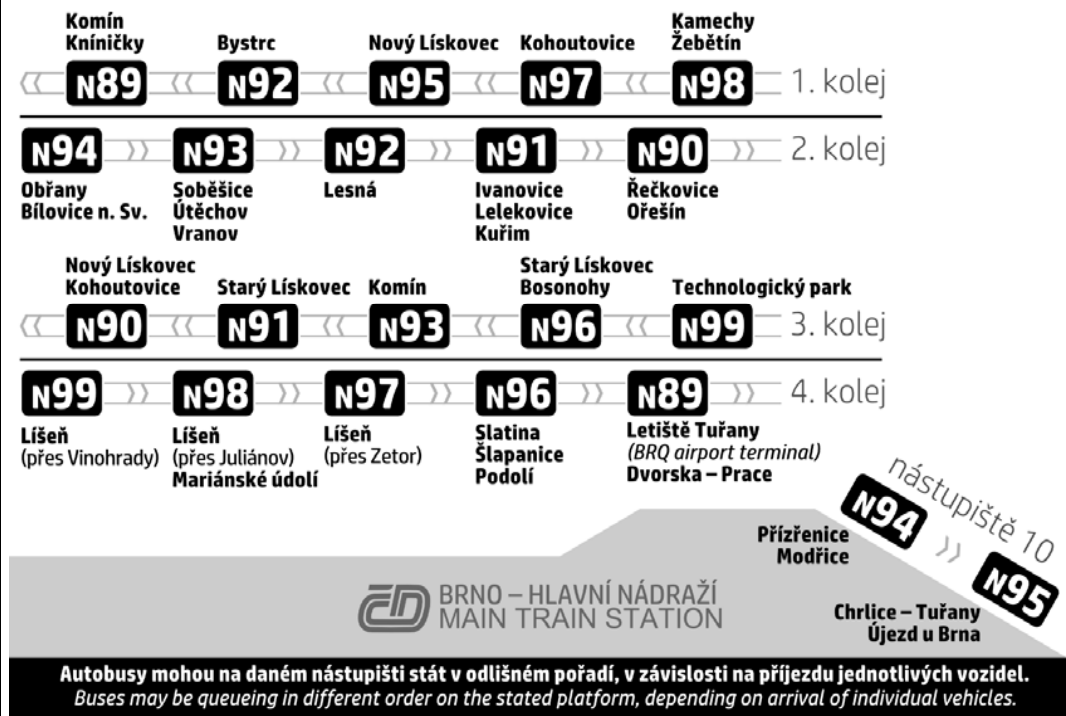 Komín
Kníničky
Bystrc
Nový Lískovec
Kohoutovice
Kamechy
Žebětín
N89
N92
N95
N97
N98
1. kolej
N94
N93
N92
N91
N90
2. kolej
Obřany
Bílovice n. Sv.
Soběšice
Útěchov
Vranov
Lesná
Ivanovice
Lelekovice
Kuřim
Řečkovice
Ořešín
Nový Lískovec
Kohoutovice
Starý Lískovec
Komín
Starý Lískovec
Bosonohy
Technologický park
N90
N91
N93
N96
N99
3. kolej
N99
N98
N97
N96
N89
4. kolej
Líšeň
(přes Vinohrady)
Líšeň
(přes Juliánov)
Mariánské údolí
Líšeň
(přes Zetor)
Slatina
Šlapanice
Podolí
Letiště Tuřany
(BRQ airport terminal)
Dvorska – Prace
nástupiště 10
N94
N95
Přízřenice
Modřice
Chrlice – Tuřany
Újezd u Brna
ČD
BRNO – HLAVNÍ NÁDRAŽÍ
MAIN TRAIN STATION
Autobusy mohou na daném nástupišti stát v odlišném pořadí, v závislosti na příjezdu jednotlivých vozidel.
Buses may be queueing in different order on the stated platform, depending on arrival of individual vehicles.